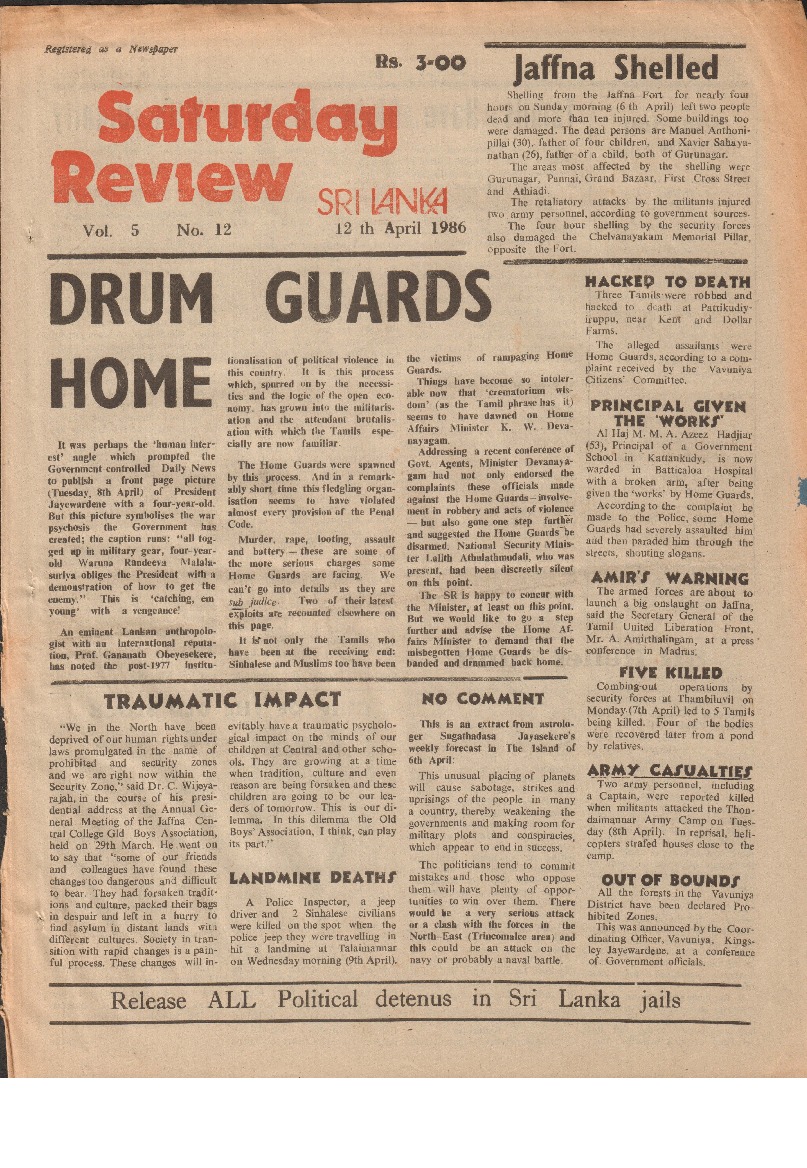 Registered as a Newspaper
Rs. 3-00
Saturday
Review
SRI LANKA
Vol. 5 No. 12 12 th April 1986
Jaffna Shelled
Shelling from the Jaffna Fort for nearly four
hours on Sunday morning (6 th April) left two people
dead and more than ten injured. Some buildings too
were damaged. The dead persons are Manuel Anthoni-
pillai (30), father of four children, and Xavier Sahayu-
nathan (26), father of a child, both of Gurunagar.
The areas most affected by the shelling were
Gurunagar, Pannai, Grand Bazaar, First Cross Street
and Athiadi.
The retaliatory attacks by the militants injured
two army personnel, according to government sources.
The four hour shelling by the security forces
also damaged the Chelvanayakam Memorial Pillar,
opposite the Fort.
DRUM GUARDS
HOME
It was perhaps the 'human inter-
est' angle which prompted the
Government-controlled Daily News
to publish a front page picture
(Tuesday, 8th April) of President
Jayewardene with a four-year-old.
But this picture symbolises the war
psychosis the Government has
created; the caption runs: "all tog-
ged up in military gear, four-year-
old Waruna Randeeva Malala-
suriya obliges the President with a
demonstration of how to get the
enemy." This is 'catching, em
young' with a vengeance!
An eminent Lankan anthropolo-
gist with an international reputa-
tion, Prof. Gananath Obeyesekere,
has noted the post-1977 institu-
tionalisation of political violence in
this country. It is this process
which, spurred on by the necessi-
ties and the logic of the open eco-
nomy, has grown into the militaris-
ation and the attendant brutalis-
ation with which the Tamils espe-
cially are now familiar.
The Home Guards were spawned
by this process. And in a remark-
ably short time this fledgling organ-
isation seems to have violated
almost every provision of the Penal
Code.
Murder, rape, looting, assault
and battery — these are some of
the more serious charges some
Home Guards are facing. We
can't go into details as they are
sub judice. Two of their latest
exploits are recounted elsewhere on
this page.
It is not only the Tamils who
have been at the receiving end:
Sinhalese and Muslims too have been
the victims of rampaging Home
Guards.
Things have become so intoler-
able now that 'crematorium wis-
dom' (as the Tamil phrase has it)
seems to have dawned on Home
Affairs Minister K. W. Deva-
nayagam.
Addressing a recent conference of
Govt. Agents, Minister Devanaya-
gam had not only endorsed the
complaints these officials made
against the Home Guards — involve-
ment in robbery and acts of violence
— but also gone one step further
and suggested the Home Guards be
disarmed. National Security Minis-
ter Lalith Athulathmudali, who was
present, had been discreetly silent
on this point.
The SR is happy to concur with
the Minister, at least on this point.
But we would like to go a step
further and advise the Home Af-
fairs Minister to demand that the
misbegotten Home Guards be dis-
banded and drummed back home.
HACKED TO DEATH
Three Tamils were robbed and
hacked to death at Pattikudiy-
iruppu, near Kent and Dollar
Farms.
The alleged assailants were
Home Guards, according to a com-
plaint received by the Vavuniya
Citizens' Committee.
PRINCIPAL GIVEN
THE 'WORKS'
Al Haj M. M. A. Azeez Hadjiar
(53), Principal of a Government
School in Kattankudy, is now
warded in Batticaloa Hospital
with a broken arm, after being
given the 'works' by Home Guards.
According to the complaint he
made to the Police, some Home
Guards had severely assaulted him
and then paraded him through the
streets, shouting slogans.
AMIR'S WARNING
The armed forces are about to
launch a big onslaught on Jaffna,
said the Secretary General of the
Tamil United Liberation Front,
Mr. A. Amirthalingam, at a press
conference in Madras.
FIVE KILLED
Combing-out operations by
security forces at Thambiluvil on
Monday (7th April) led to 5 Tamils
being killed. Four of the bodies
were recovered later from a pond
by relatives.
ARMY CASUALTIES
Two army personnel, including
a Captain, were reported killed
when militants attacked the Thon-
daimannar Army Camp on Tues-
day (8th April). In reprisal, heli-
copters strafed houses close to the
camp.
OUT OF BOUNDS
All the forests in the Vavuniya
District have been declared Pro-
hibited Zones.
This was announced by the Coor-
dinating Officer, Vavuniya, Kings-
ley Jayewardene, at a conference
of Government officials.
TRAUMATIC IMPACT
"We in the North have been
deprived of our human rights under
laws promulgated in the name of
prohibited and security zones
and we are right now within the
Security Zone," said Dr. C. Wijeya-
rajah, in the course of his presi-
dential address at the Annual Ge-
neral Meeting of the Jaffna Cen-
tral College Old Boys Association,
held on 29th March. He went on
to say that "some of our friends
and colleagues have found these
changes too dangerous and difficult
to bear. They had forsaken tradit-
ions and culture, packed their bags
in despair and left in a hurry to
find asylum in distant lands with
different cultures. Society in tran-
sition with rapid changes is a pain-
ful process. These changes will in-
evitably have a traumatic psycholo-
gical impact on the minds of our
children at Central and other scho-
ols. They are growing at a time
when tradition, culture and even
reason are being forsaken and these
children are going to be our lea-
ders of tomorrow. This is our di-
lemma. In this dilemma the Old
Boys' Association, I think, can play
its part."
LANDMINE DEATHS
A Police Inspector, a jeep
driver and 2 Sinhalese civilians
were killed on the spot when the
police jeep they were travelling in
hit a landmine at Talaimannar
on Wednesday morning (9th April).
NO COMMENT
This is an extract from astrolo-
ger Sugathadasa Jayasekere's
weekly forecast in The Island of
6th April:
This unusual placing of planets
will cause sabotage, strikes and
uprisings of the people in many
a country, thereby weakening the
governments and making room for
military plots and conspiracies,
which appear to end in success.
The politicians tend to commit
mistakes and those who oppose
them will have plenty of oppor-
tunities to win over them. There
would be a very serious attack
or a clash with the forces in the
North-East (Trincomalee area) and
this could be an attack on the
navy or probably a naval battle.
Release ALL Political detenus in Sri Lanka jails